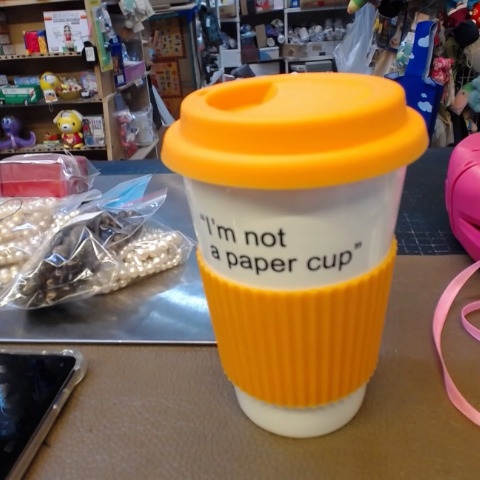 “I'm not
a paper cup”